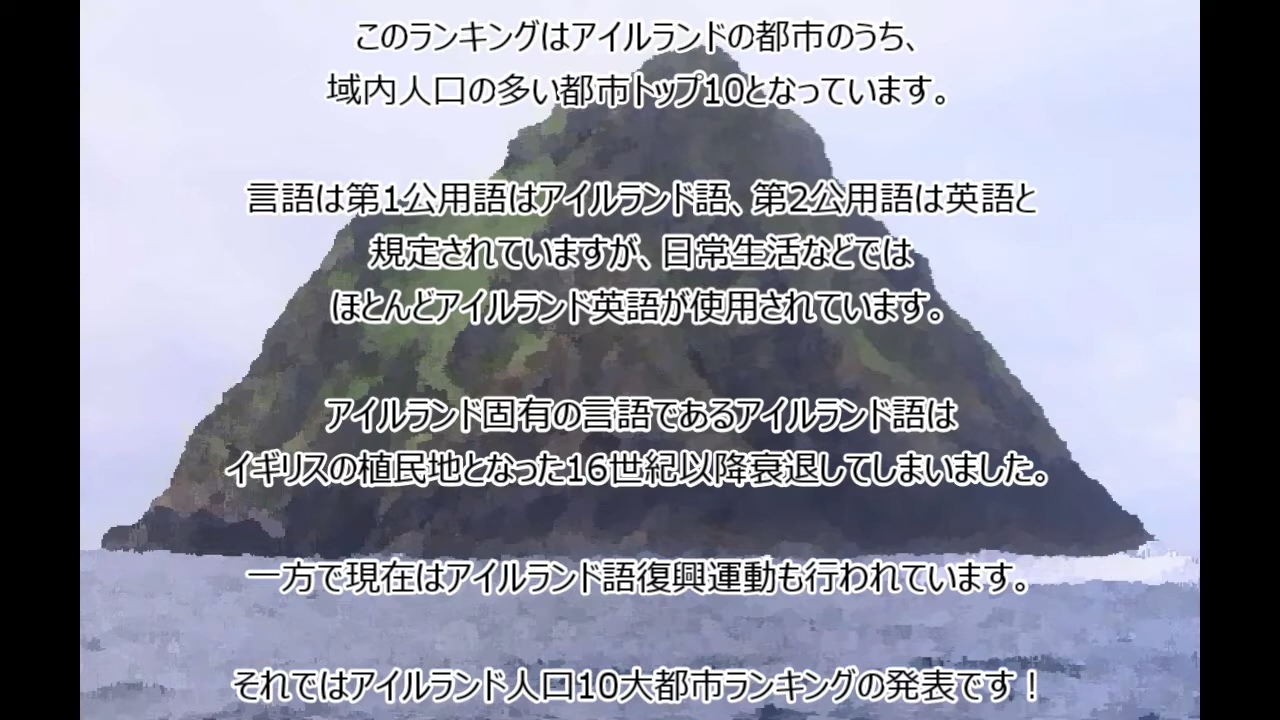 このランキングはアイルランドの都市のうち、
域内人口の多い都市トップ10となっています。
言語は第1公用語はアイルランド語、第2公用語は英語と
規定されていますが、日常生活などでは
ほとんどアイルランド英語が使用されています。
アイルランド固有の言語であるアイルランド語は
イギリスの植民地となった16世紀以降衰退してしまいました。
一方で現在はアイルランド語復興運動も行われています。
それではアイルランド人口10大都市ランキングの発表です！